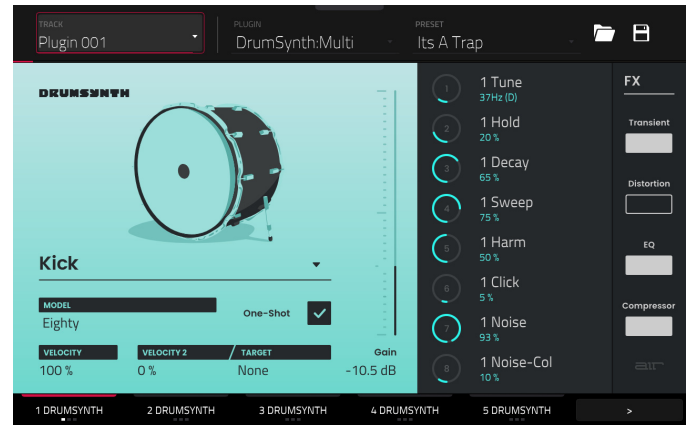 TRACK
Plugin 001
PLUGIN
DrumSynth:Multi
PRESET
Its A Trap
DRUMSYNTH
Kick
MODEL
Eighty
One-Shot
VELOCITY
100 %
VELOCITY 2
0 %
TARGET
None
Gain
-10.5 dB
1
1 Tune
37Hz (D)
2
1 Hold
20 %
3
1 Decay
65 %
4
1 Sweep
75 %
5
1 Harm
50 %
6
1 Click
5 %
7
1 Noise
93 %
8
1 Noise-Col
10 %
FX
Transient
Distortion
EQ
Compressor
air
1 DRUMSYNTH
2 DRUMSYNTH
3 DRUMSYNTH
4 DRUMSYNTH
5 DRUMSYNTH
>